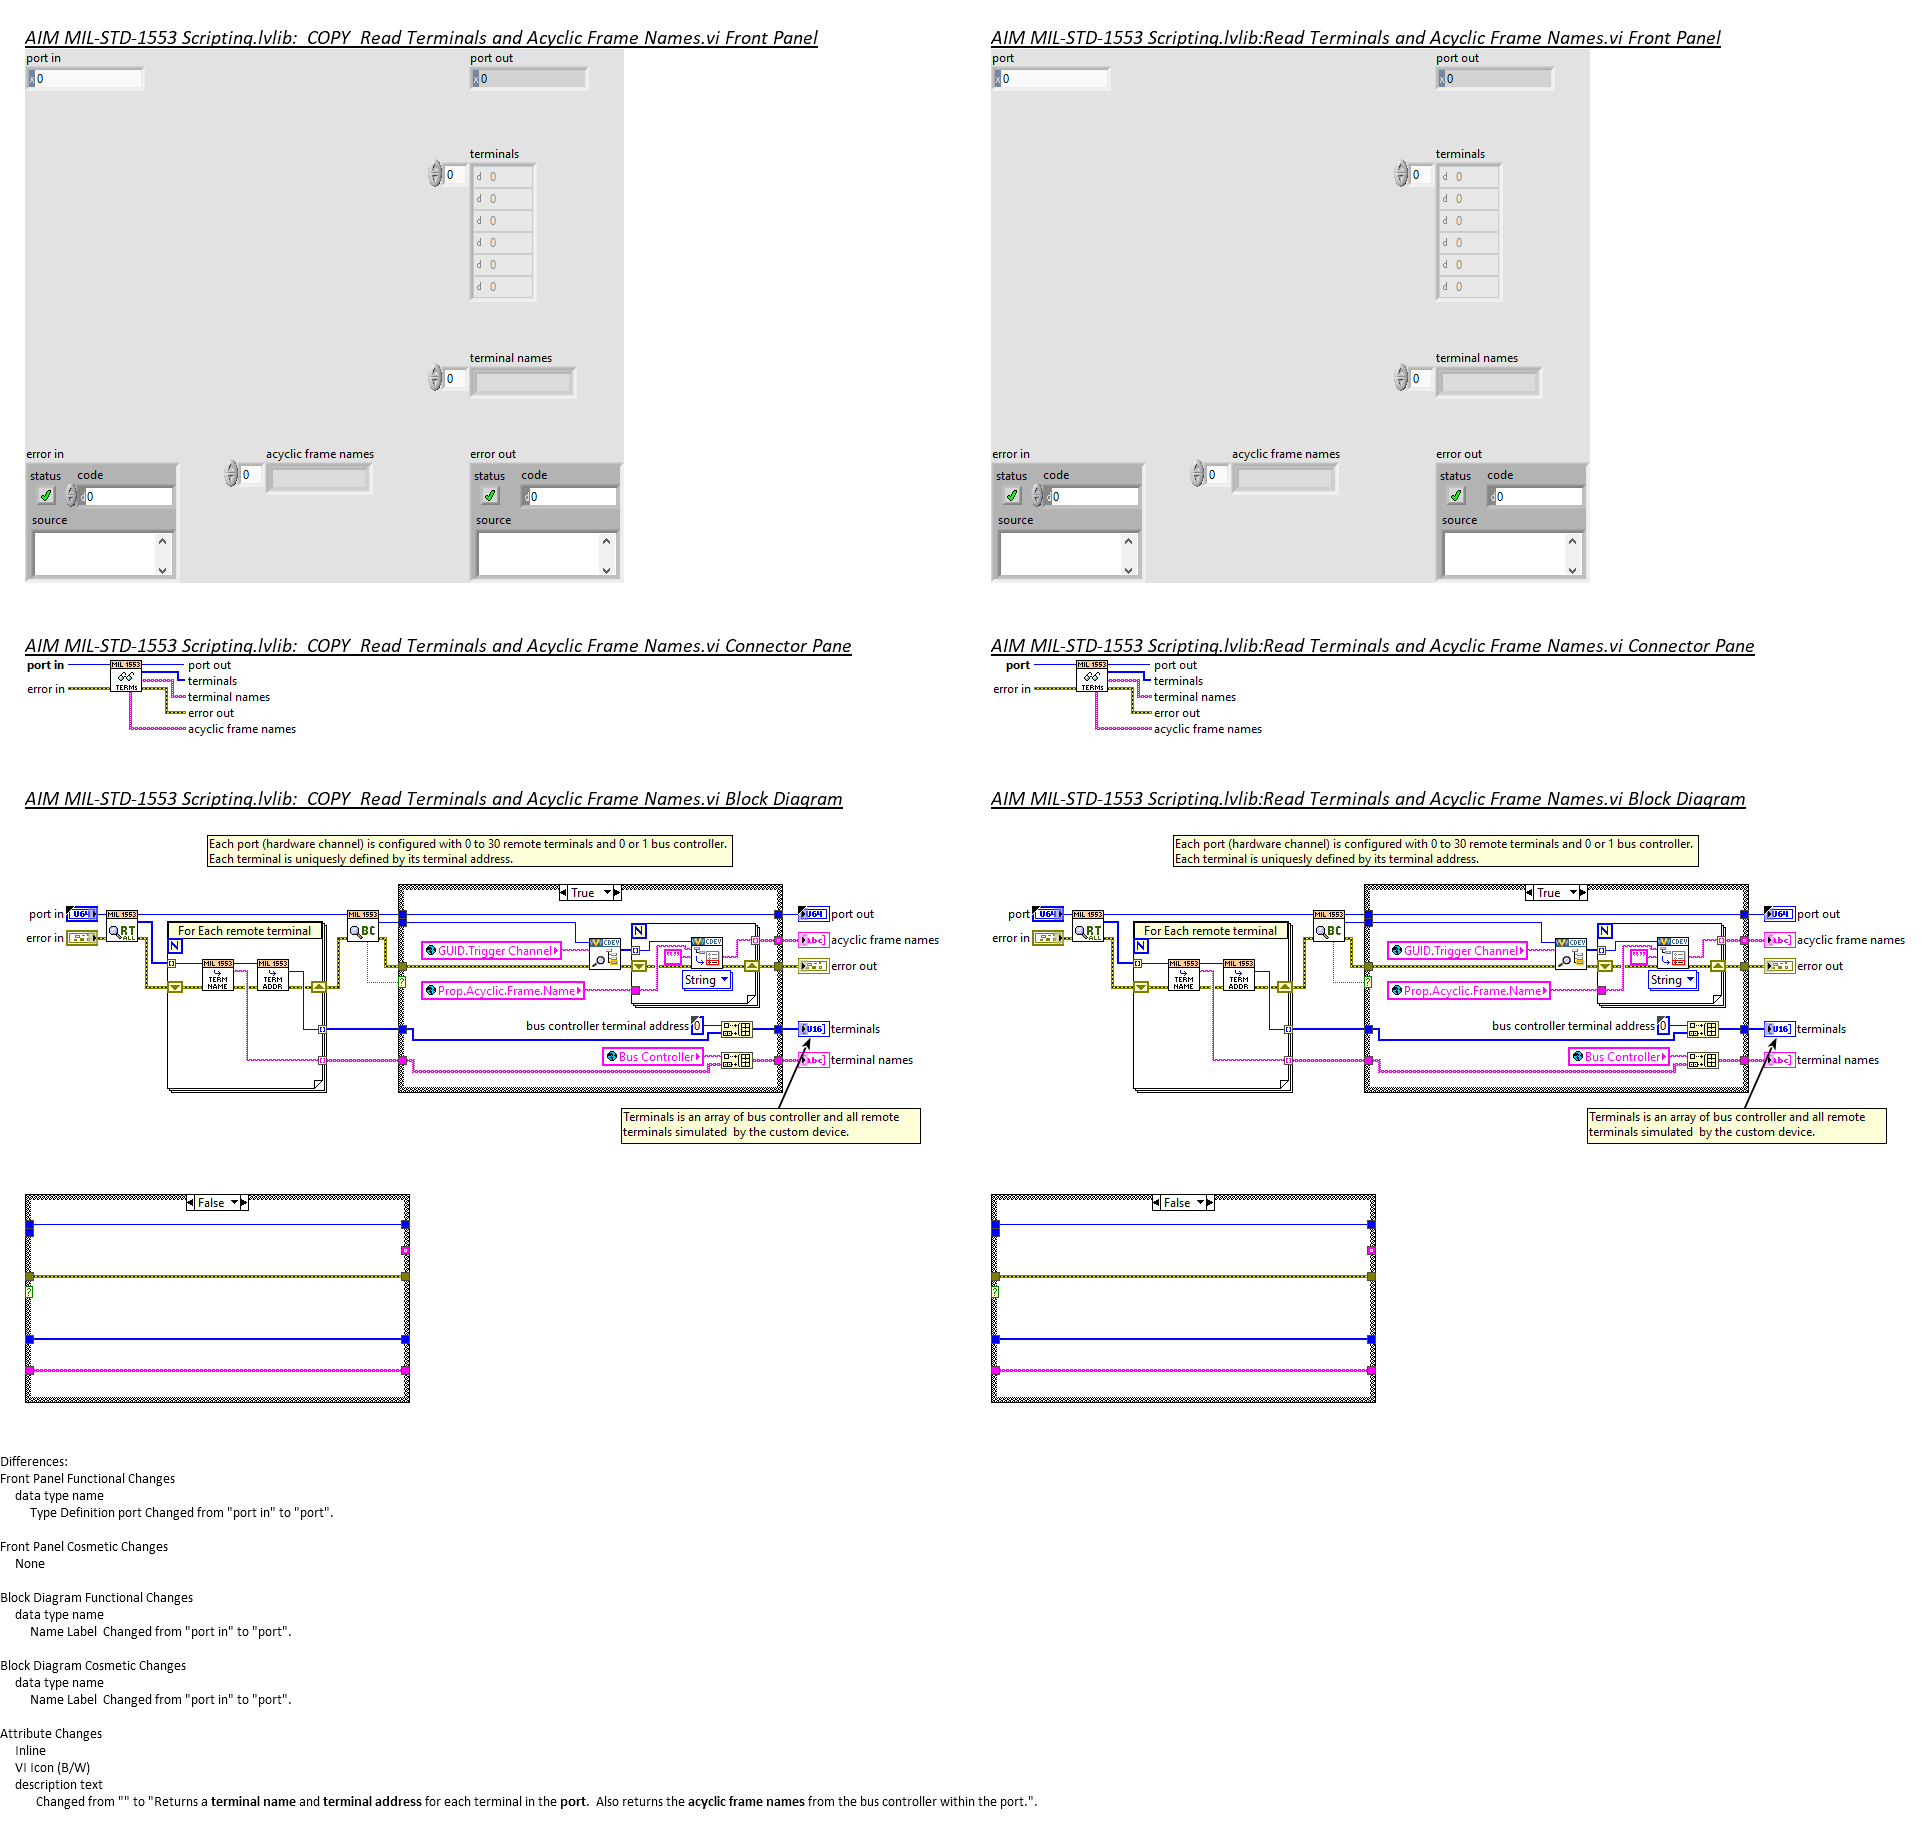 AIM MIL-STD-1553 Scripting.lvlib:  COPY  Read Terminals and Acyclic Frame Names.vi Front Panel
port in
x 0
port out
x 0
terminals
0
d 0
d 0
d 0
d 0
d 0
d 0
terminal names
0
error in
status code
d 0
source
acyclic frame names
0
error out
status code
d 0
source
AIM MIL-STD-1553 Scripting.lvlib:Read Terminals and Acyclic Frame Names.vi Front Panel
port
x 0
port out
x 0
terminals
0
d 0
d 0
d 0
d 0
d 0
d 0
terminal names
0
error in
status code
d 0
source
acyclic frame names
0
error out
status code
d 0
source
AIM MIL-STD-1553 Scripting.lvlib:  COPY  Read Terminals and Acyclic Frame Names.vi Connector Pane
port in
error in
MIL 1553
TERMs
port out
terminals
terminal names
error out
acyclic frame names
AIM MIL-STD-1553 Scripting.lvlib:Read Terminals and Acyclic Frame Names.vi Connector Pane
port
error in
MIL 1553
TERMs
port out
terminals
terminal names
error out
acyclic frame names
AIM MIL-STD-1553 Scripting.lvlib:  COPY  Read Terminals and Acyclic Frame Names.vi Block Diagram
Each port (hardware channel) is configured with 0 to 30 remote terminals and 0 or 1 bus controller.
Each terminal is uniquesly defined by its terminal address.
True
port in
U64
MIL 1553
RT
ALL
error in
For Each remote terminal
N
MIL 1553
TERM
NAME
MIL 1553
TERM
ADDR
MIL 1553
BC
GUID.Trigger Channel
CDEV
N
CDEV
String
Prop.Acyclic.Frame.Name
bus controller terminal address
0
Bus Controller
U64
port out
abc
acyclic frame names
error out
U16
terminals
abc
terminal names
Terminals is an array of bus controller and all remote
terminals simulated  by the custom device.
False
AIM MIL-STD-1553 Scripting.lvlib:Read Terminals and Acyclic Frame Names.vi Block Diagram
Each port (hardware channel) is configured with 0 to 30 remote terminals and 0 or 1 bus controller.
Each terminal is uniquesly defined by its terminal address.
True
port
U64
MIL 1553
RT
ALL
error in
For Each remote terminal
N
MIL 1553
TERM
NAME
MIL 1553
TERM
ADDR
MIL 1553
BC
GUID.Trigger Channel
CDEV
N
CDEV
String
Prop.Acyclic.Frame.Name
bus controller terminal address
0
Bus Controller
U64
port out
abc
acyclic frame names
error out
U16
terminals
abc
terminal names
Terminals is an array of bus controller and all remote
terminals simulated  by the custom device.
False
Differences:
Front Panel Functional Changes
data type name
Type Definition port Changed from "port in" to "port".
Front Panel Cosmetic Changes
None
Block Diagram Functional Changes
data type name
Name Label  Changed from "port in" to "port".
Block Diagram Cosmetic Changes
data type name
Name Label  Changed from "port in" to "port".
Attribute Changes
Inline
VI Icon (B/W)
description text
Changed from "" to "Returns a terminal name and terminal address for each terminal in the port.  Also returns the acyclic frame names from the bus controller within the port.".